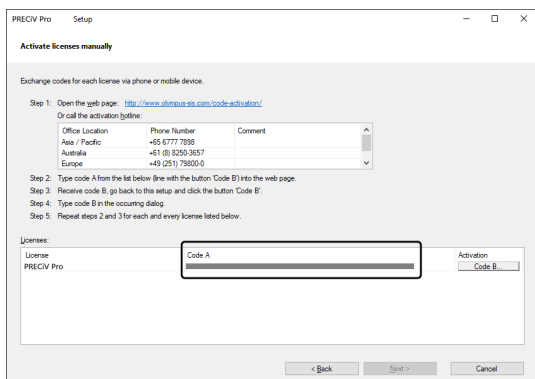 PRECiV Pro Setup
Activate licenses manually
Exchange codes for each license via phone or mobile device.
Step 1: Open the web page: http://www.olympus-sis.com/code-activation/
Or call the activation hotline:
Office Location Phone Number Comment
Asia / Pacific +65 6777 7898
Australia +61 (8) 8250-3657
Europe +49 (251) 79800-0
Step 2: Type code A from the list below (line with the button 'Code B') into the web page.
Step 3: Receive code B, go back to this setup and click the button 'Code B'.
Step 4: Type code B in the occurring dialog.
Step 5: Repeat steps 2 and 3 for each and every license listed below.
Licenses:
License Code A Activation
PRECiV Pro Code B...
< Back Next > Cancel